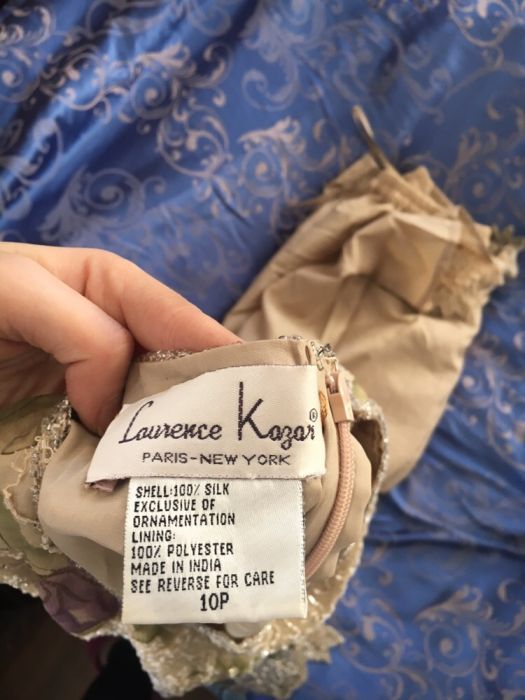 Laurence Kazar®
PARIS-NEW YORK
SHELL:100% SILK
EXCLUSIVE OF
ORNAMENTATION
LINING:
100% POLYESTER
MADE IN INDIA
SEE REVERSE FOR CARE
10P